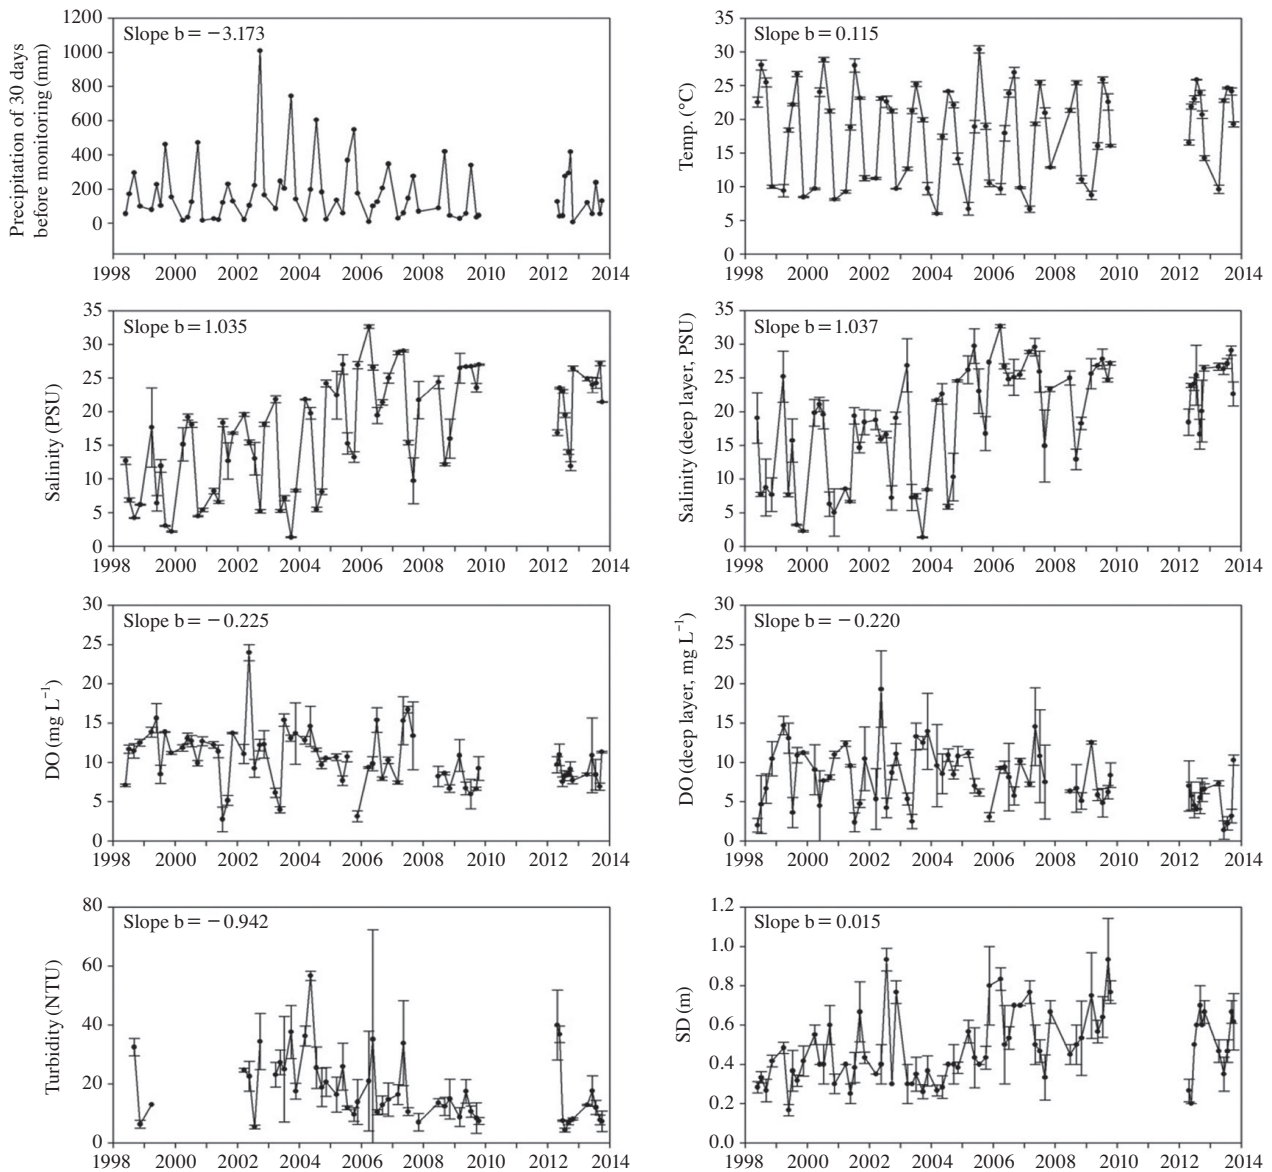 Slope b = −3.173
Precipitation of 30 days
before monitoring (mm)
1200
1000
800
600
400
200
0
1998 2000 2002 2004 2006 2008 2010 2012 2014
Slope b = 0.115
Temp. (°C)
35
30
25
20
15
10
5
0
1998 2000 2002 2004 2006 2008 2010 2012 2014
Slope b = 1.035
Salinity (PSU)
35
30
25
20
15
10
5
0
1998 2000 2002 2004 2006 2008 2010 2012 2014
Slope b = 1.037
Salinity (deep layer, PSU)
35
30
25
20
15
10
5
0
1998 2000 2002 2004 2006 2008 2010 2012 2014
Slope b = −0.225
DO (mg L⁻¹)
30
25
20
15
10
5
0
1998 2000 2002 2004 2006 2008 2010 2012 2014
Slope b = −0.220
DO (deep layer, mg L⁻¹)
30
25
20
15
10
5
0
1998 2000 2002 2004 2006 2008 2010 2012 2014
Slope b = −0.942
Turbidity (NTU)
80
60
40
20
0
1998 2000 2002 2004 2006 2008 2010 2012 2014
Slope b = 0.015
SD (m)
1.2
1.0
0.8
0.6
0.4
0.2
0.0
1998 2000 2002 2004 2006 2008 2010 2012 2014